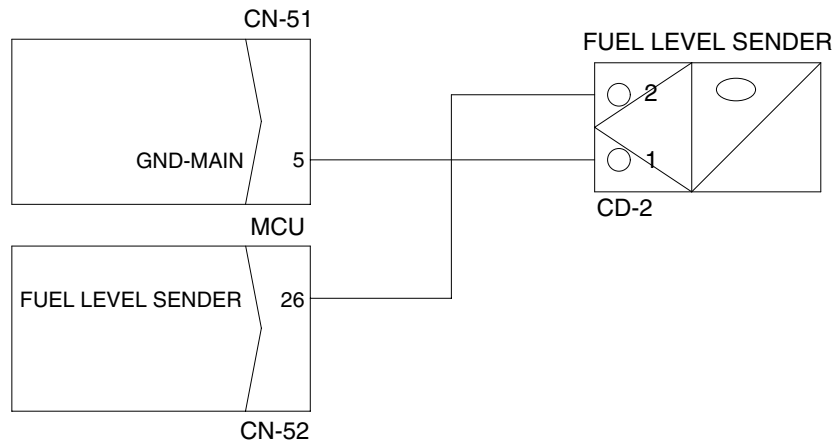 CN-51
FUEL LEVEL SENDER
2
GND-MAIN 5
1
CD-2
MCU
FUEL LEVEL SENDER 26
CN-52